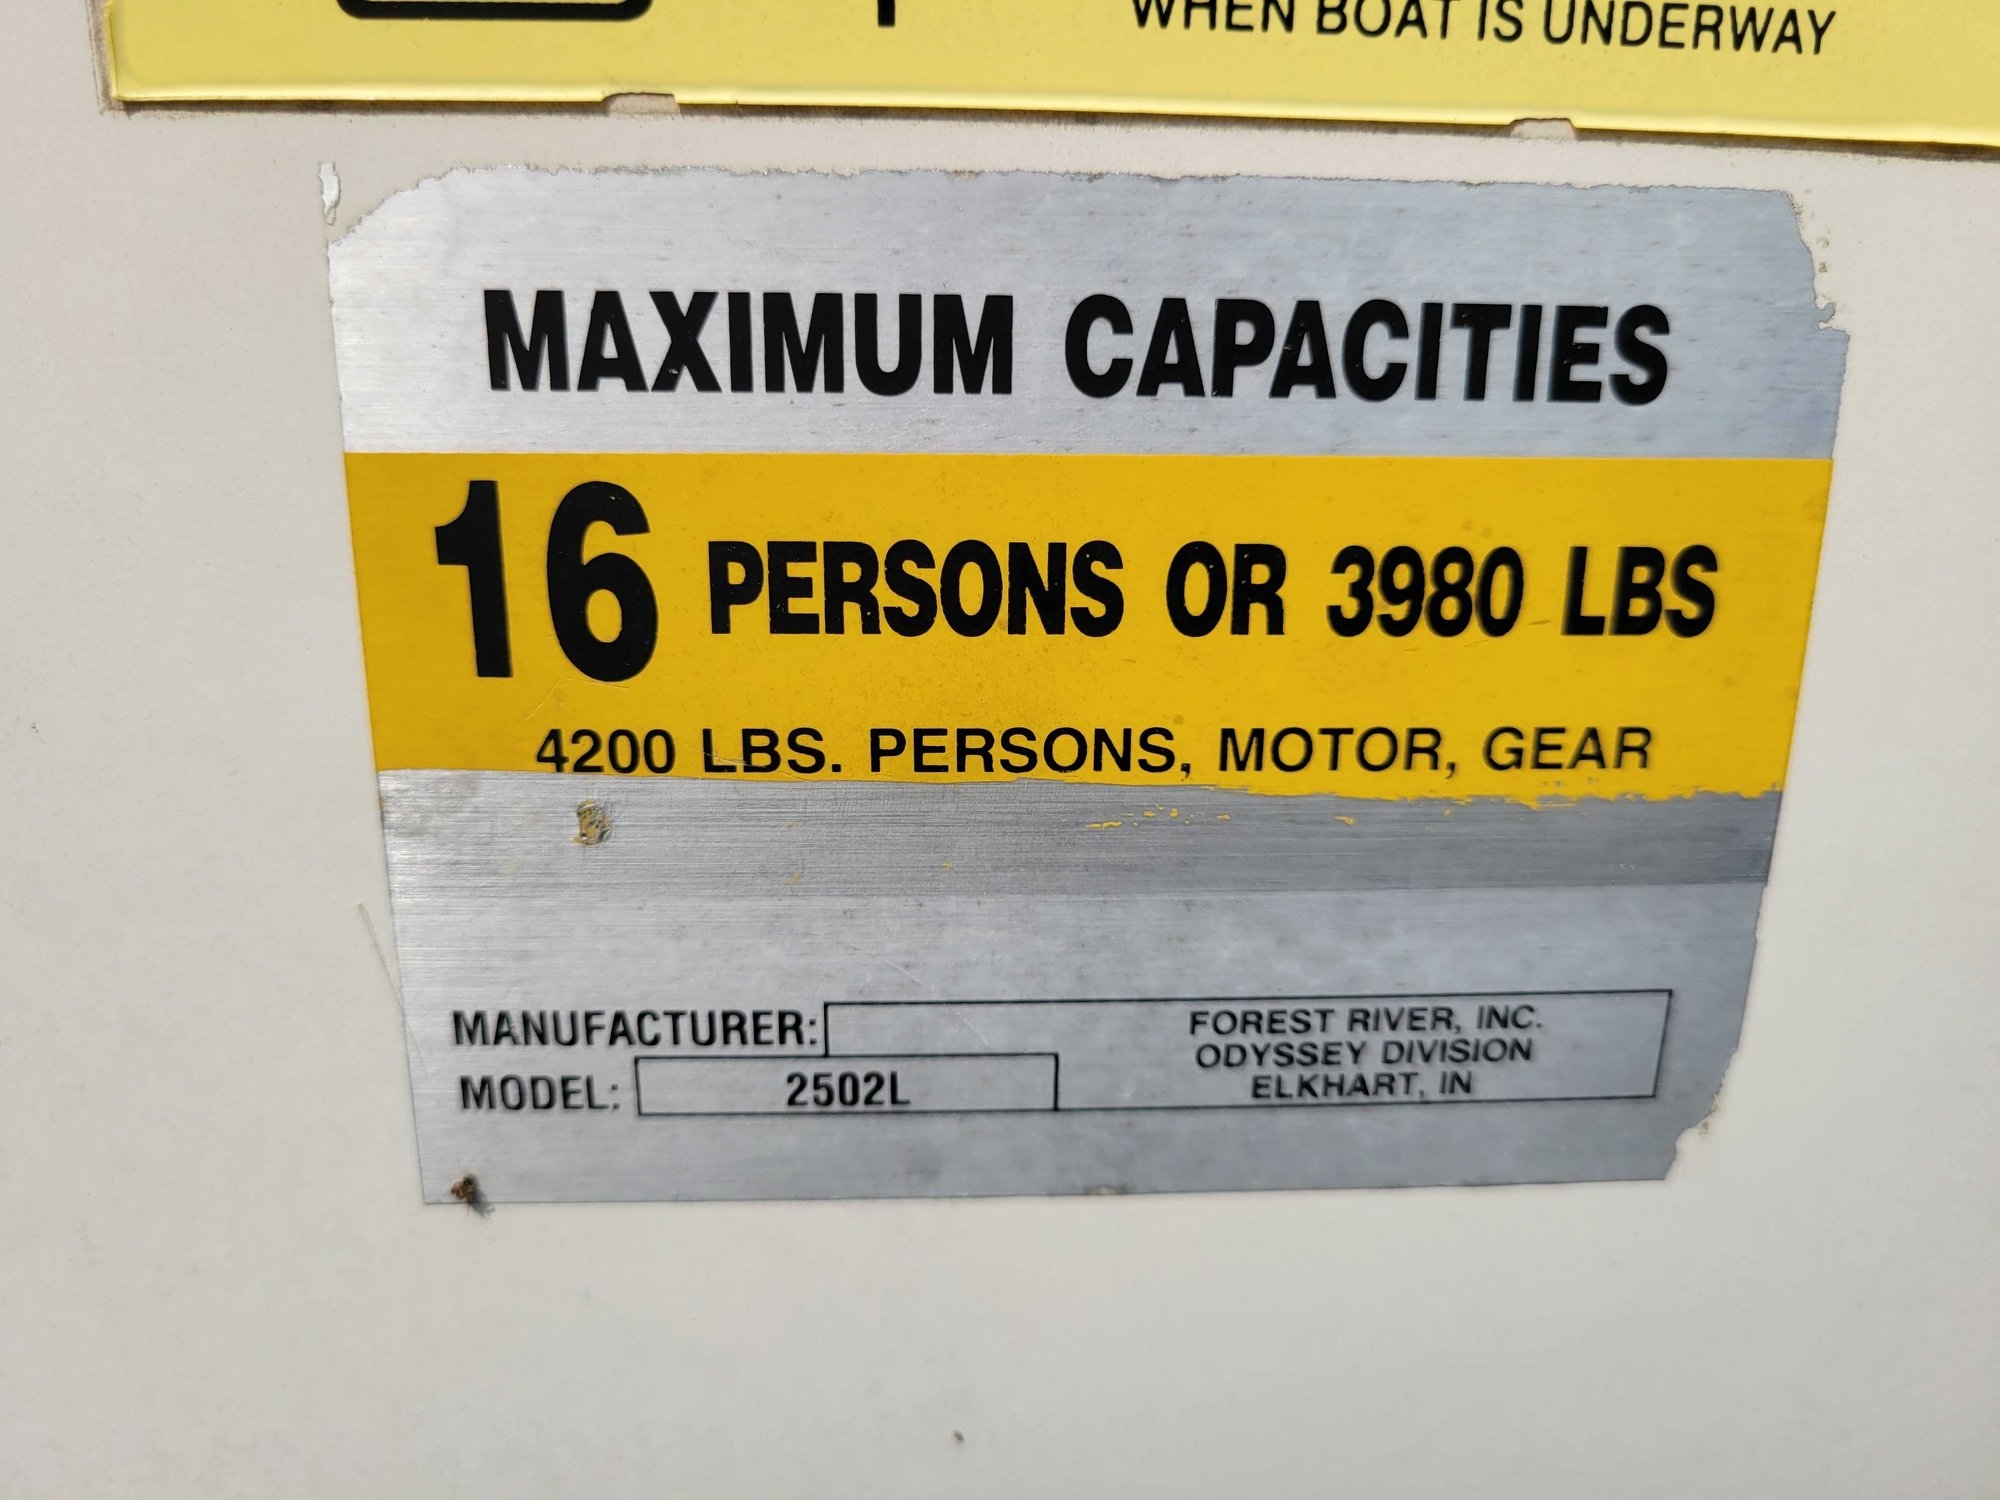 WHEN BOAT IS UNDERWAY
MAXIMUM CAPACITIES
16 PERSONS OR 3980 LBS
4200 LBS. PERSONS, MOTOR, GEAR
MANUFACTURER: FOREST RIVER, INC.
ODYSSEY DIVISION
MODEL: 2502L ELKHART, IN